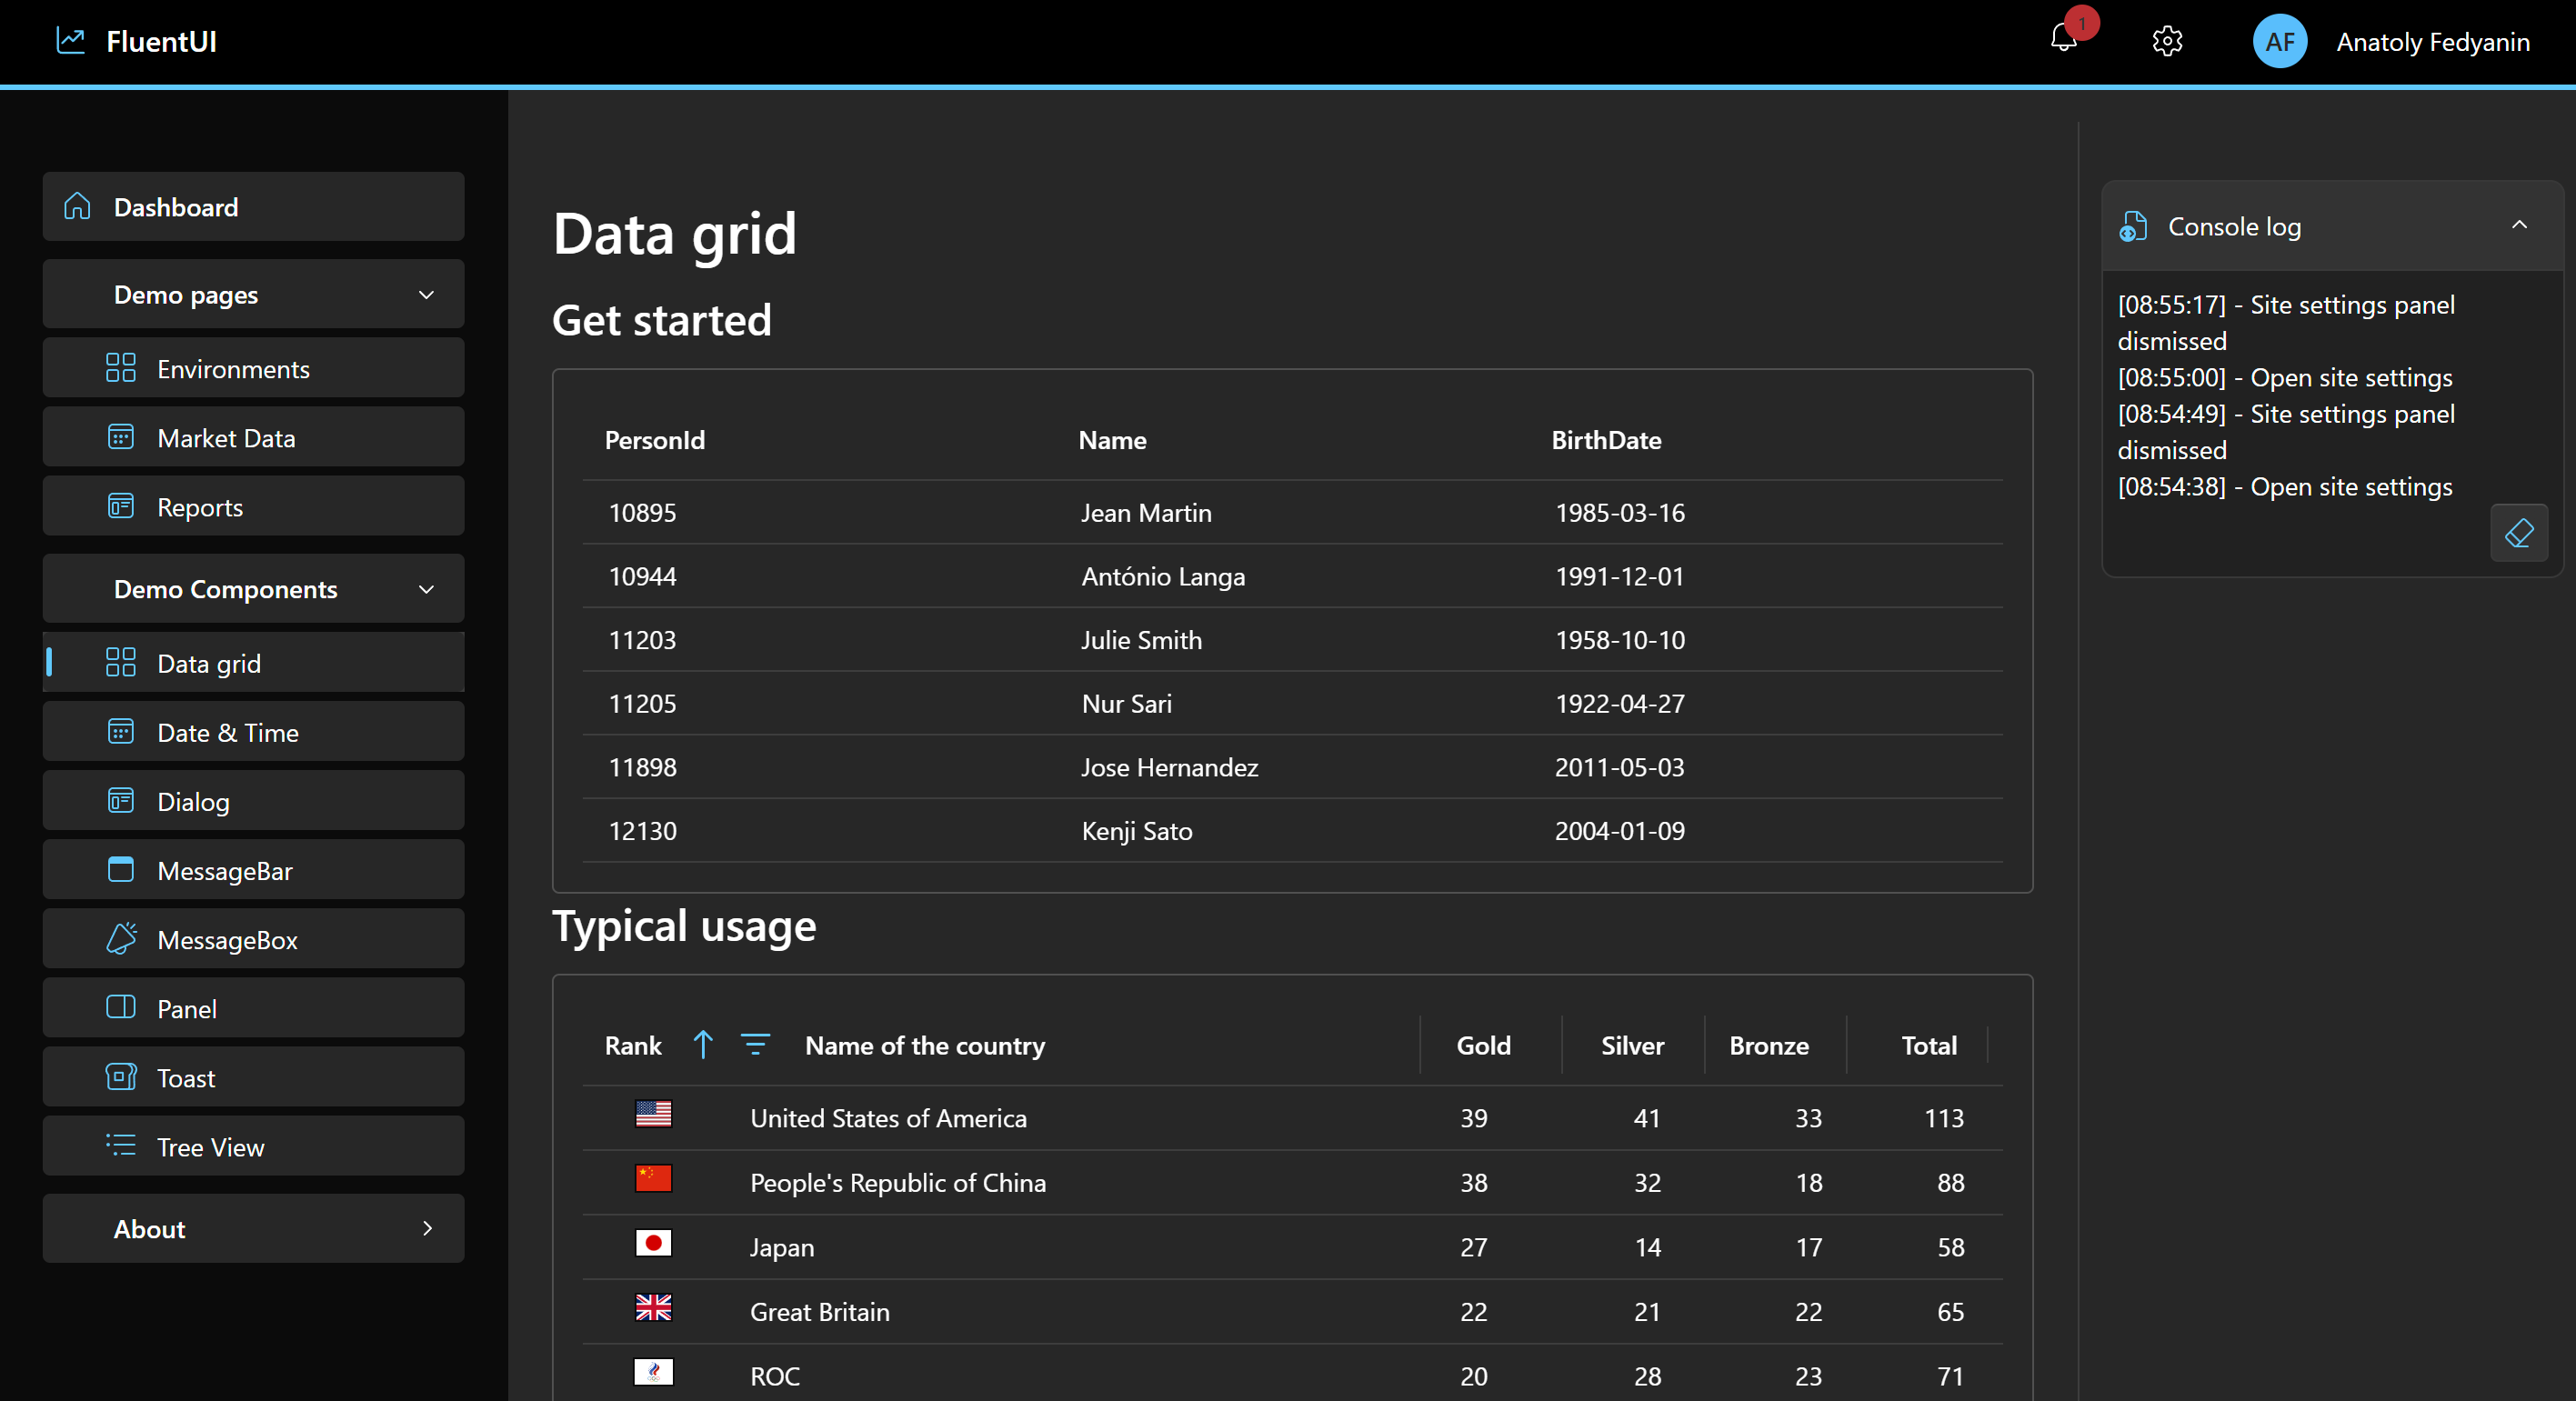 FluentUI
1
AF
Anatoly Fedyanin
Dashboard
Demo pages
Environments
Market Data
Reports
Demo Components
Data grid
Date & Time
Dialog
MessageBar
MessageBox
Panel
Toast
Tree View
About
Data grid
Get started
PersonId Name BirthDate
10895 Jean Martin 1985-03-16
10944 António Langa 1991-12-01
11203 Julie Smith 1958-10-10
11205 Nur Sari 1922-04-27
11898 Jose Hernandez 2011-05-03
12130 Kenji Sato 2004-01-09
Typical usage
Rank Name of the country Gold Silver Bronze Total
United States of America 39 41 33 113
People's Republic of China 38 32 18 88
Japan 27 14 17 58
Great Britain 22 21 22 65
ROC 20 28 23 71
Console log
[08:55:17] - Site settings panel
dismissed
[08:55:00] - Open site settings
[08:54:49] - Site settings panel
dismissed
[08:54:38] - Open site settings